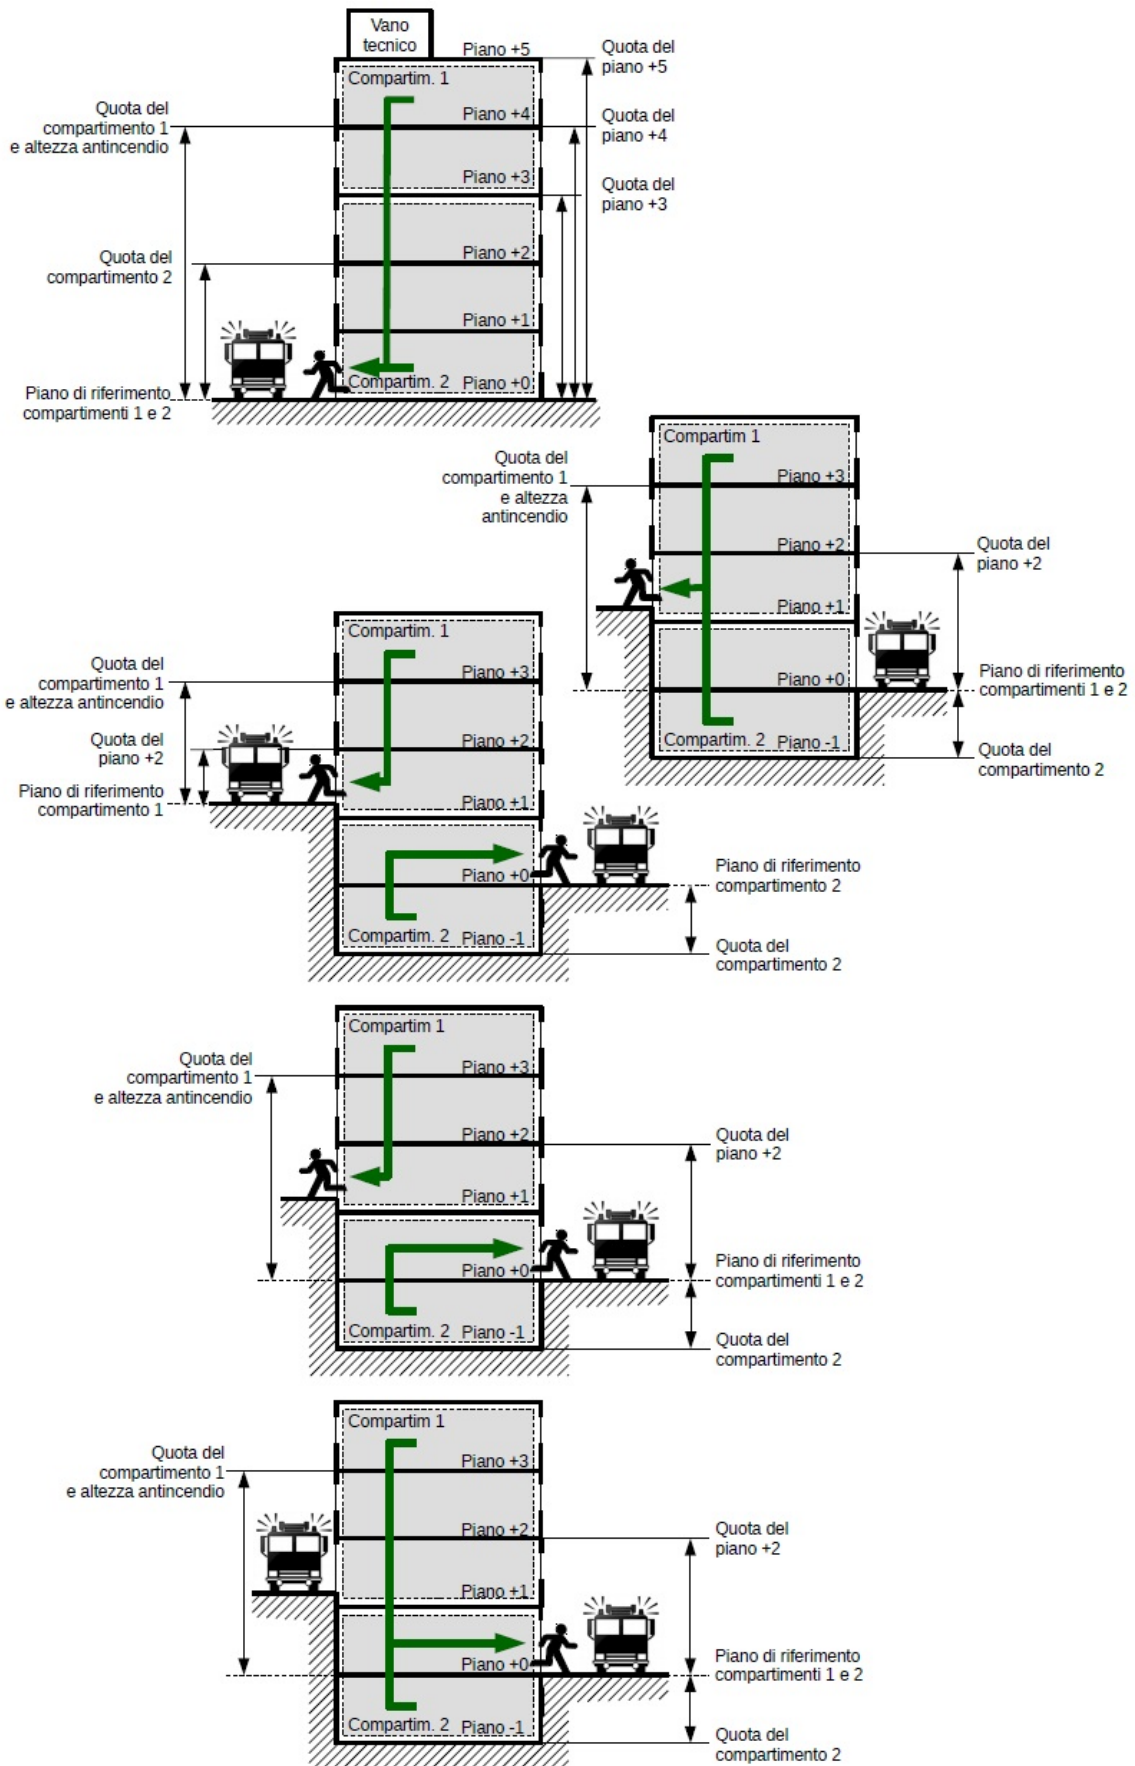 Vano
tecnico
Piano +5
Quota del
piano +5
Compartim. 1
Quota del
compartimento 1
e altezza antincendio
Piano +4
Quota del
piano +4
Piano +3
Quota del
piano +3
Quota del
compartimento 2
Piano +2
Piano +1
Piano di riferimento
compartimenti 1 e 2
Compartim. 2
Piano +0
Compartim 1
Quota del
compartimento 1
e altezza
antincendio
Piano +3
Piano +2
Quota del
piano +2
Piano +1
Piano +0
Piano di riferimento
compartimenti 1 e 2
Compartim. 2
Piano -1
Quota del
compartimento 2
Compartim. 1
Quota del
compartimento 1
e altezza antincendio
Piano +3
Quota del
piano +2
Piano +2
Piano di riferimento
compartimento 1
Piano +1
Piano +0
Piano di riferimento
compartimento 2
Compartim. 2
Piano -1
Quota del
compartimento 2
Compartim 1
Quota del
compartimento 1
e altezza antincendio
Piano +3
Piano +2
Quota del
piano +2
Piano +1
Piano +0
Piano di riferimento
compartimenti 1 e 2
Compartim. 2
Piano -1
Quota del
compartimento 2
Compartim 1
Quota del
compartimento 1
e altezza antincendio
Piano +3
Piano +2
Quota del
piano +2
Piano +1
Piano +0
Piano di riferimento
compartimenti 1 e 2
Compartim. 2
Piano -1
Quota del
compartimento 2